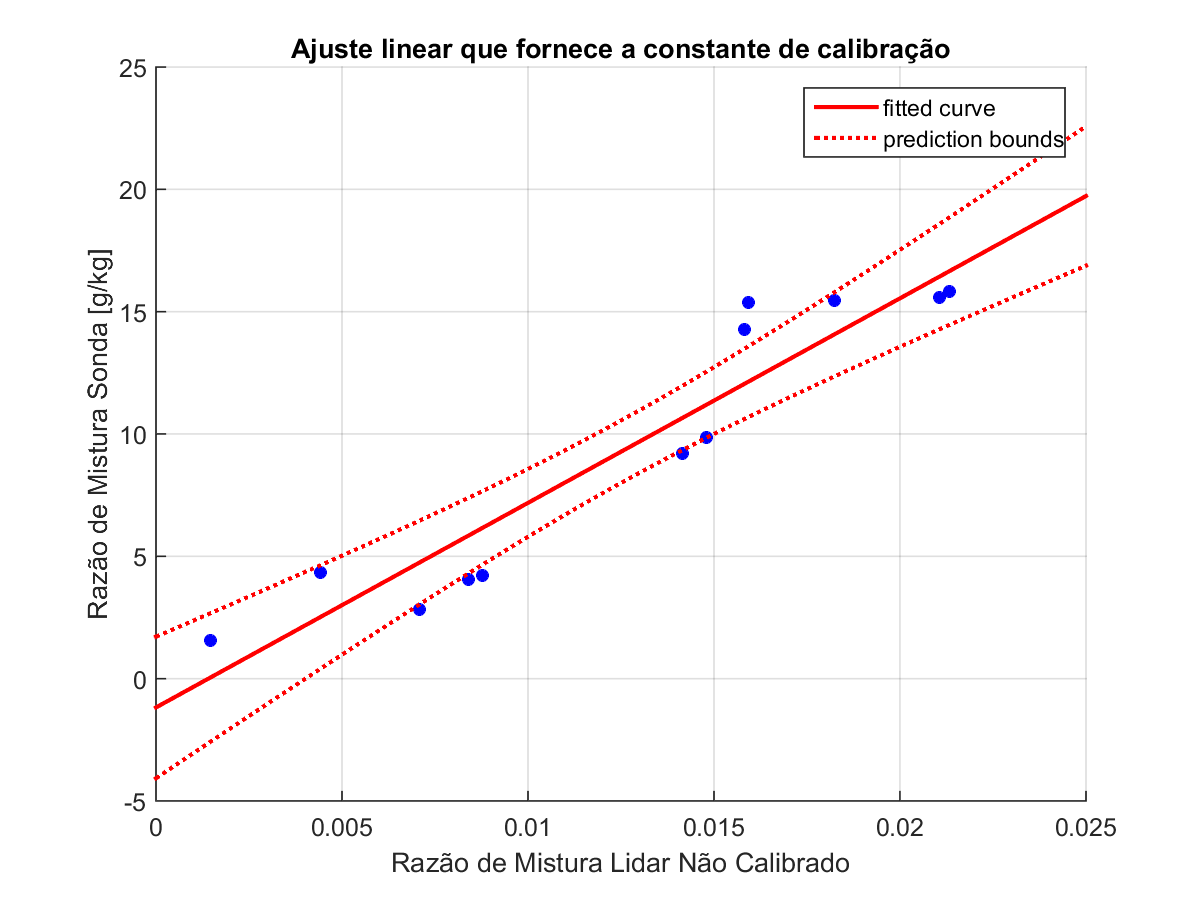 Ajuste linear que fornece a constante de calibração
25
20
15
10
5
0
-5
fitted curve
prediction bounds
Razão de Mistura Sonda [g/kg]
0
0.005
0.01
0.015
0.02
0.025
Razão de Mistura Lidar Não Calibrado